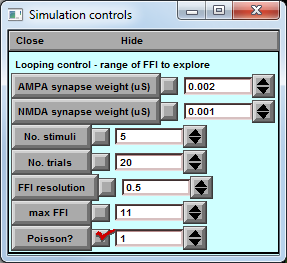 Simulation controls
Close Hide
Looping control - range of FFI to explore
AMPA synapse weight (uS) 0.002
NMDA synapse weight (uS) 0.001
No. stimuli 5
No. trials 20
FFI resolution 0.5
max FFI 11
Poisson? 1